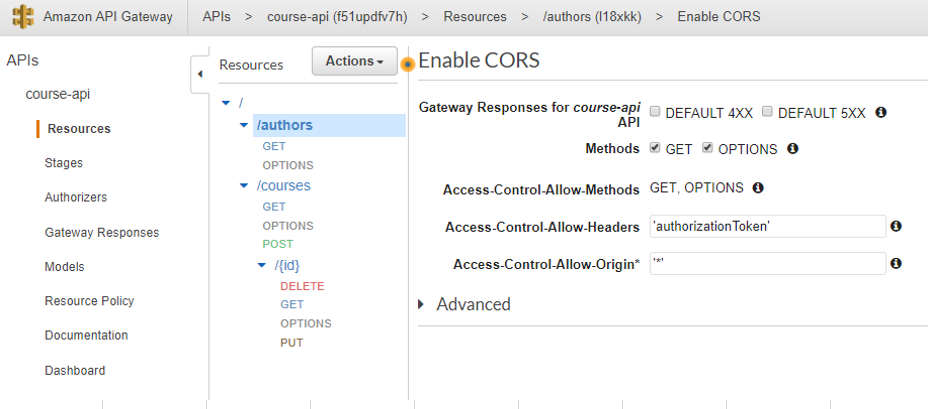 Amazon API Gateway APIs > course-api (f51updfv7h) > Resources > /authors (l18xkk) > Enable CORS
APIs
course-api
Resources
Stages
Authorizers
Gateway Responses
Models
Resource Policy
Documentation
Dashboard
Resources
Actions
/
/authors
GET
OPTIONS
/courses
GET
OPTIONS
POST
/{id}
DELETE
GET
OPTIONS
PUT
Enable CORS
Gateway Responses for course-api API DEFAULT 4XX DEFAULT 5XX
Methods GET OPTIONS
Access-Control-Allow-Methods GET, OPTIONS
Access-Control-Allow-Headers 'authorizationToken'
Access-Control-Allow-Origin* '*'
Advanced